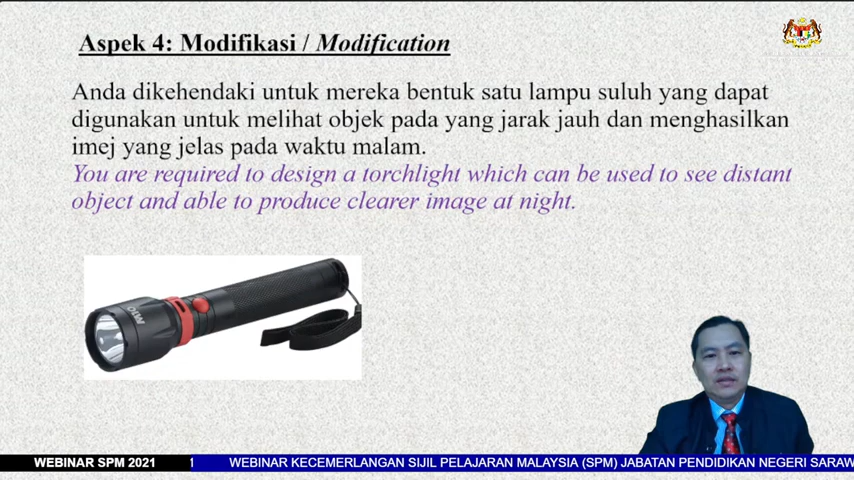 Aspek 4: Modifikasi / Modification
Anda dikehendaki untuk mereka bentuk satu lampu suluh yang dapat
digunakan untuk melihat objek pada yang jarak jauh dan menghasilkan
imej yang jelas pada waktu malam.
You are required to design a torchlight which can be used to see distant
object and able to produce clearer image at night.
WEBINAR SPM 2021
1 WEBINAR KECEMERLANGAN SIJIL PELAJARAN MALAYSIA (SPM) JABATAN PENDIDIKAN NEGERI SARAW